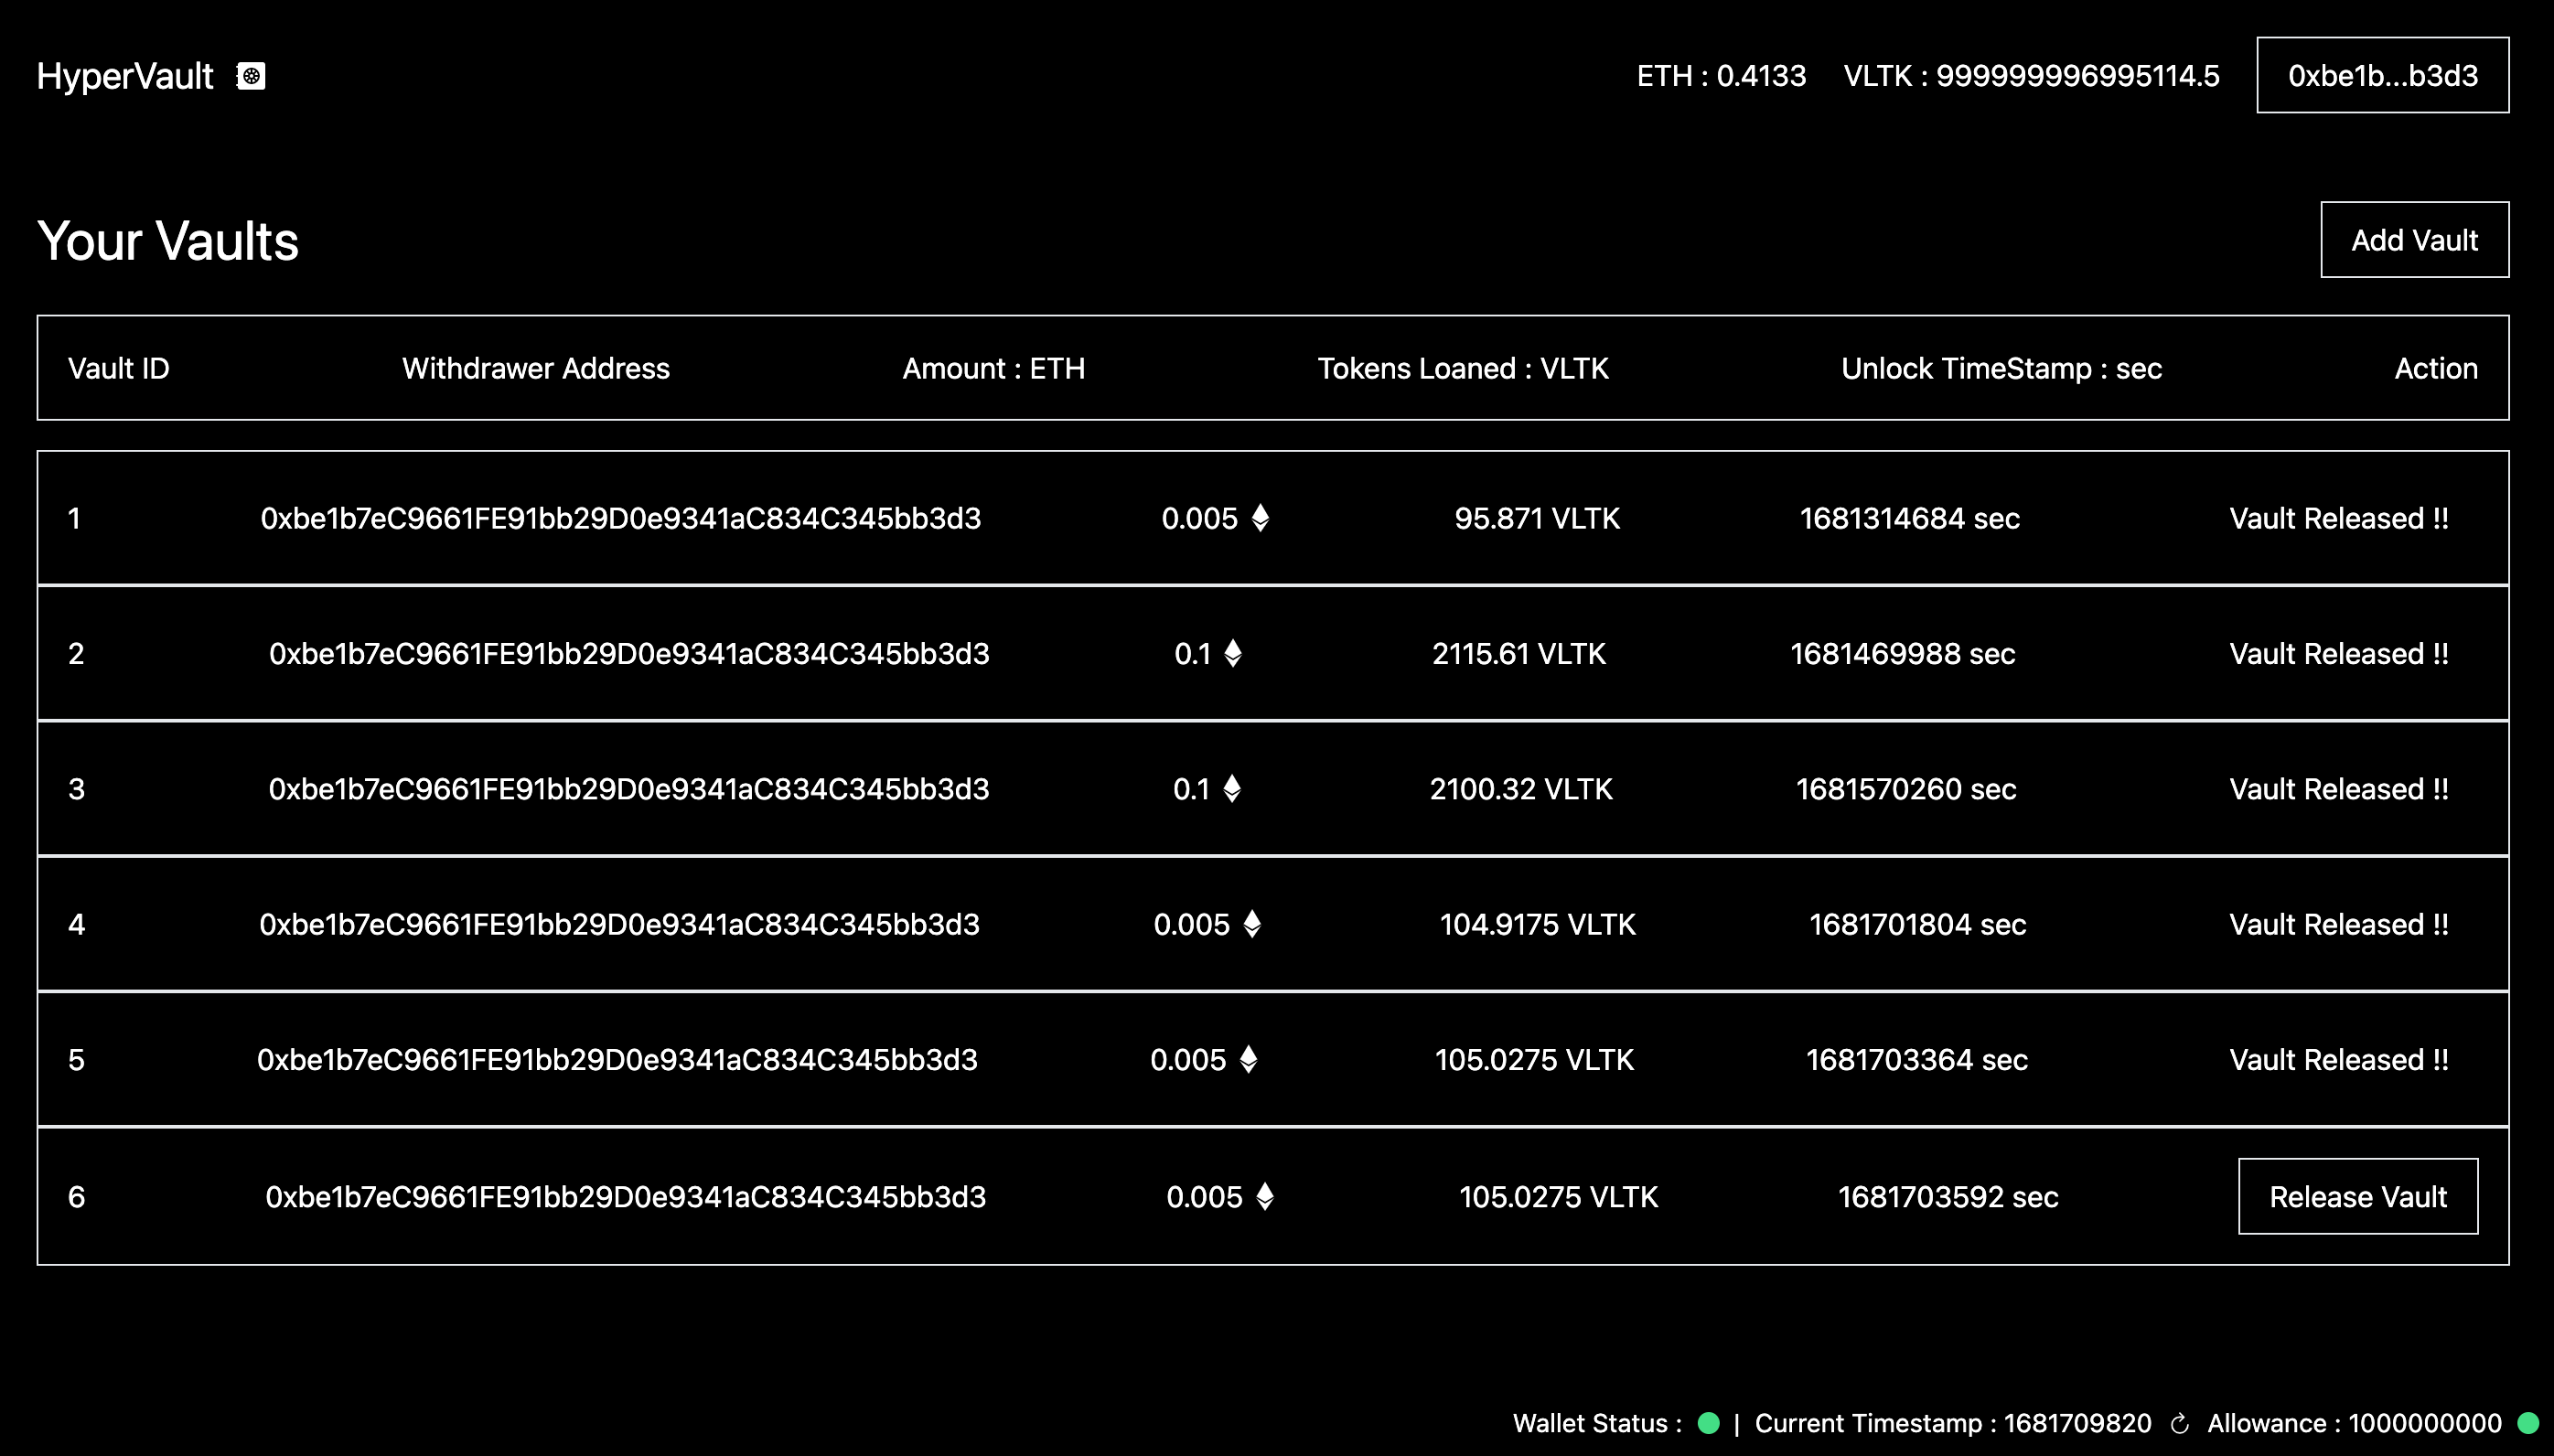 HyperVault ETH : 0.4133 VLTK : 999999996995114.5 0xbe1b...b3d3
Your Vaults Add Vault
Vault ID Withdrawer Address Amount : ETH Tokens Loaned : VLTK Unlock TimeStamp : sec Action
1 0xbe1b7eC9661FE91bb29D0e9341aC834C345bb3d3 0.005 95.871 VLTK 1681314684 sec Vault Released !!
2 0xbe1b7eC9661FE91bb29D0e9341aC834C345bb3d3 0.1 2115.61 VLTK 1681469988 sec Vault Released !!
3 0xbe1b7eC9661FE91bb29D0e9341aC834C345bb3d3 0.1 2100.32 VLTK 1681570260 sec Vault Released !!
4 0xbe1b7eC9661FE91bb29D0e9341aC834C345bb3d3 0.005 104.9175 VLTK 1681701804 sec Vault Released !!
5 0xbe1b7eC9661FE91bb29D0e9341aC834C345bb3d3 0.005 105.0275 VLTK 1681703364 sec Vault Released !!
6 0xbe1b7eC9661FE91bb29D0e9341aC834C345bb3d3 0.005 105.0275 VLTK 1681703592 sec Release Vault
Wallet Status : | Current Timestamp : 1681709820 Allowance : 1000000000